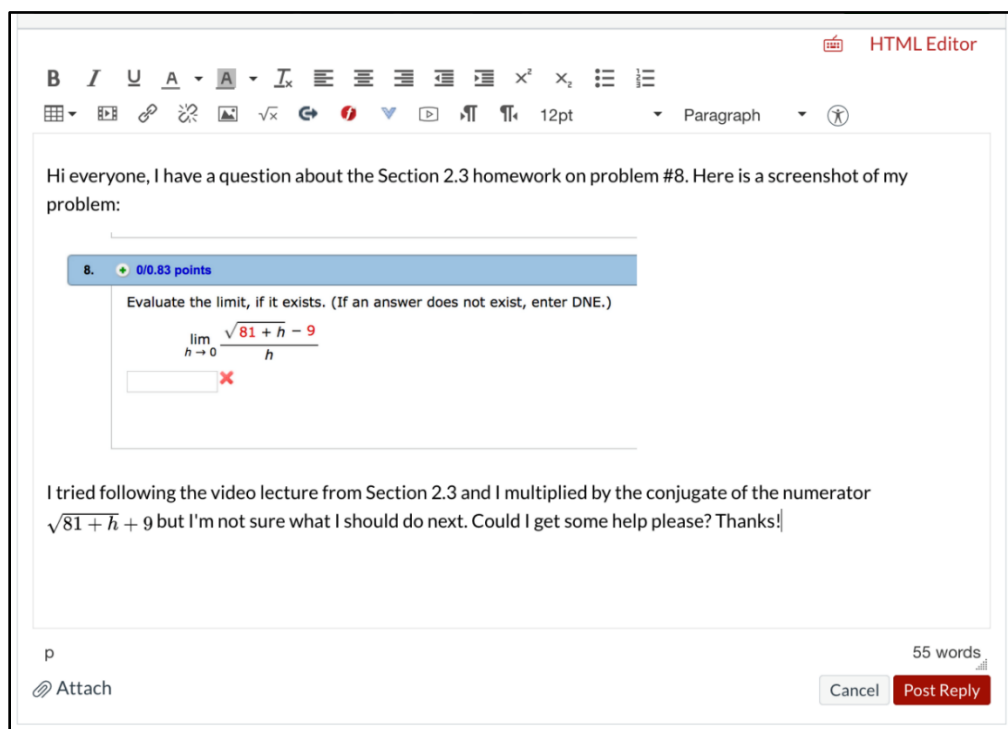 HTML Editor
B I U A A Tx x² x₂
√x 12pt Paragraph
Hi everyone, I have a question about the Section 2.3 homework on problem #8. Here is a screenshot of my
problem:
8. 0/0.83 points
Evaluate the limit, if it exists. (If an answer does not exist, enter DNE.)
lim h → 0 (√(81 + h) − 9) / h
I tried following the video lecture from Section 2.3 and I multiplied by the conjugate of the numerator
√(81 + h) + 9 but I'm not sure what I should do next. Could I get some help please? Thanks!
p 55 words
Attach Cancel Post Reply